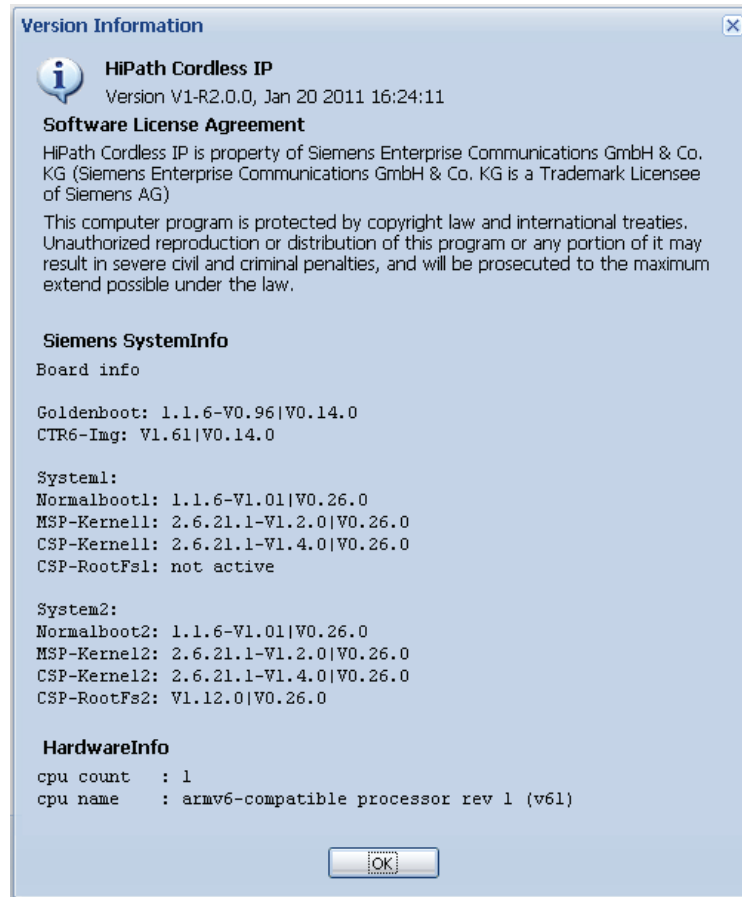 Version Information
HiPath Cordless IP
Version V1-R2.0.0, Jan 20 2011 16:24:11
Software License Agreement
HiPath Cordless IP is property of Siemens Enterprise Communications GmbH & Co.
KG (Siemens Enterprise Communications GmbH & Co. KG is a Trademark Licensee
of Siemens AG)
This computer program is protected by copyright law and international treaties.
Unauthorized reproduction or distribution of this program or any portion of it may
result in severe civil and criminal penalties, and will be prosecuted to the maximum
extend possible under the law.
Siemens SystemInfo
Board info
Goldenboot: 1.1.6-V0.96|V0.14.0
CTR6-Img: V1.61|V0.14.0
System1:
Normalboot1: 1.1.6-V1.01|V0.26.0
MSP-Kernel1: 2.6.21.1-V1.2.0|V0.26.0
CSP-Kernel1: 2.6.21.1-V1.4.0|V0.26.0
CSP-RootFs1: not active
System2:
Normalboot2: 1.1.6-V1.01|V0.26.0
MSP-Kernel2: 2.6.21.1-V1.2.0|V0.26.0
CSP-Kernel2: 2.6.21.1-V1.4.0|V0.26.0
CSP-RootFs2: V1.12.0|V0.26.0
HardwareInfo
cpu count : 1
cpu name : armv6-compatible processor rev 1 (v6l)
OK